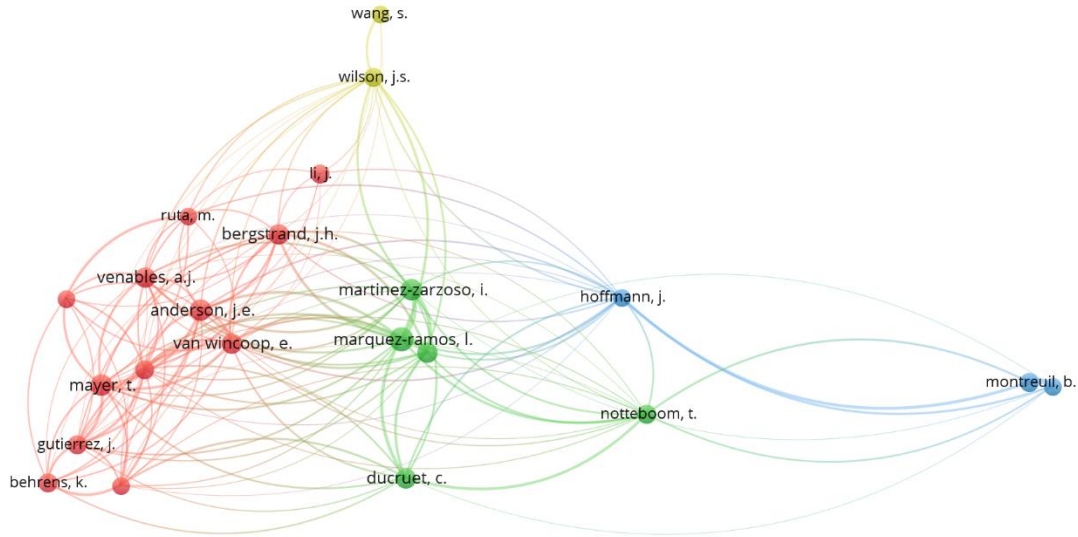 wang, s.
wilson, j.s.
li, j.
ruta, m.
bergstrand, j.h.
venables, a.j.
martinez-zarzoso, i.
hoffmann, j.
anderson, j.e.
van wincoop, e.
marquez-ramos, l.
mayer, t.
montreuil, b.
notteboom, t.
gutierrez, j.
ducruet, c.
behrens, k.